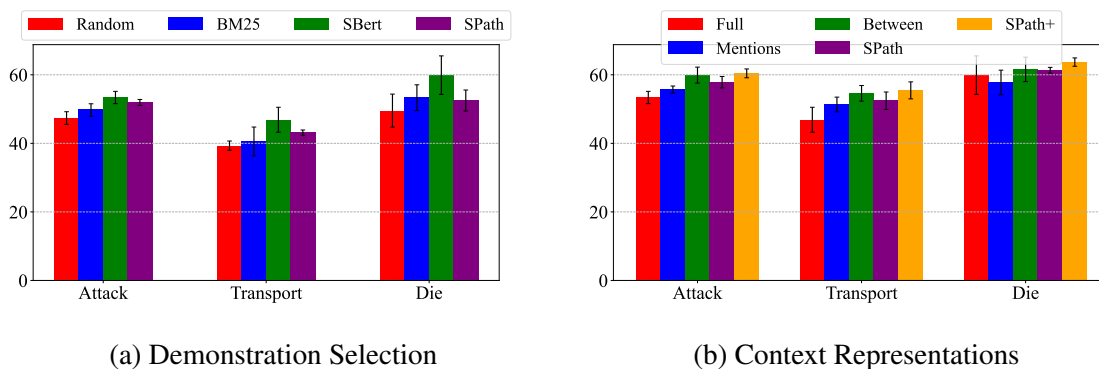 Random BM25 SBert SPath
60
40
20
0
Attack Transport Die
(a) Demonstration Selection
Full Between SPath+
Mentions SPath
60
40
20
0
Attack Transport Die
(b) Context Representations